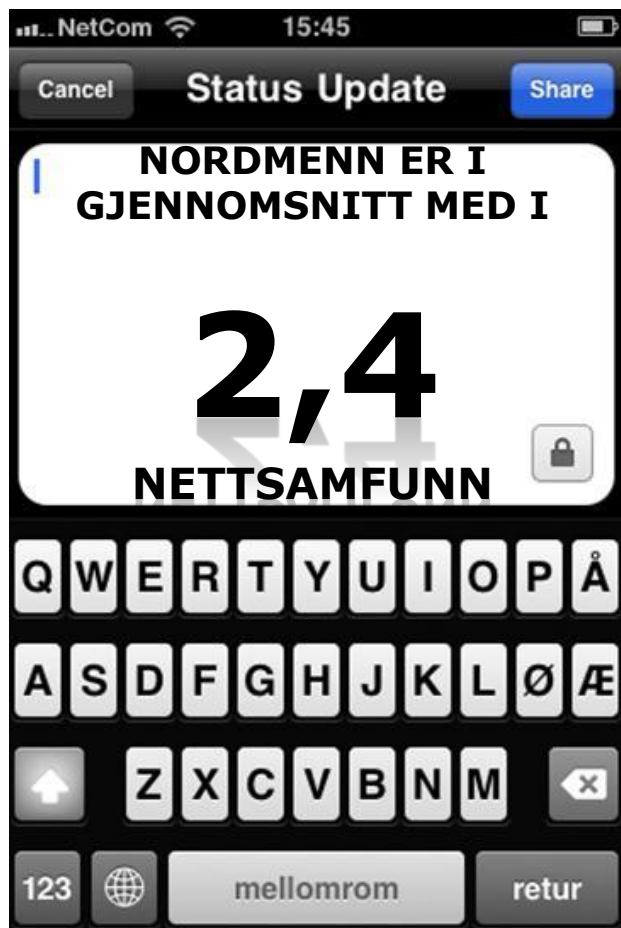 NetCom 15:45
Cancel Status Update Share
NORDMENN ER I
GJENNOMSNITT MED I
2,4
NETTSAMFUNN
Q W E R T Y U I O P Å
A S D F G H J K L Ø Æ
Z X C V B N M
123 mellomrom retur